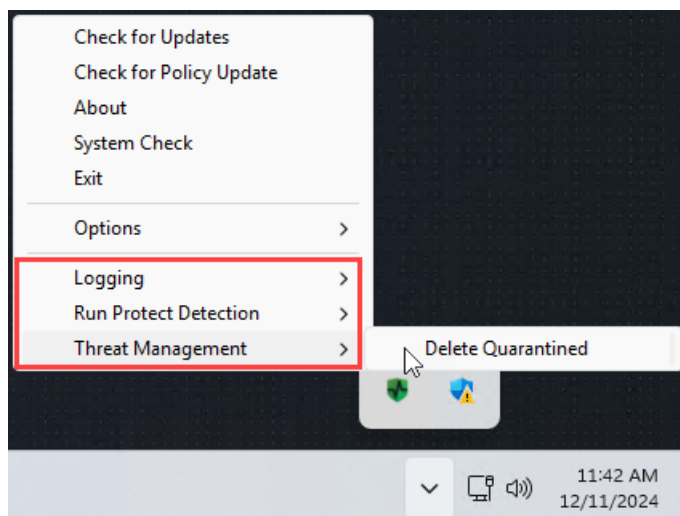 Check for Updates
Check for Policy Update
About
System Check
Exit
Options
Logging
Run Protect Detection
Threat Management
Delete Quarantined
11:42 AM
12/11/2024